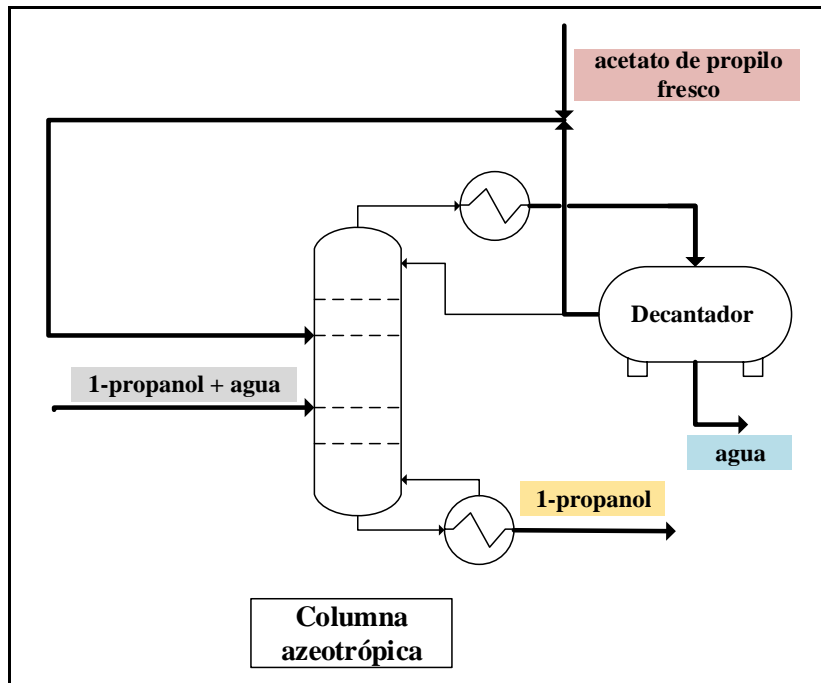 acetato de propilo
fresco
Decantador
1-propanol + agua
agua
1-propanol
Columna
azeotrópica